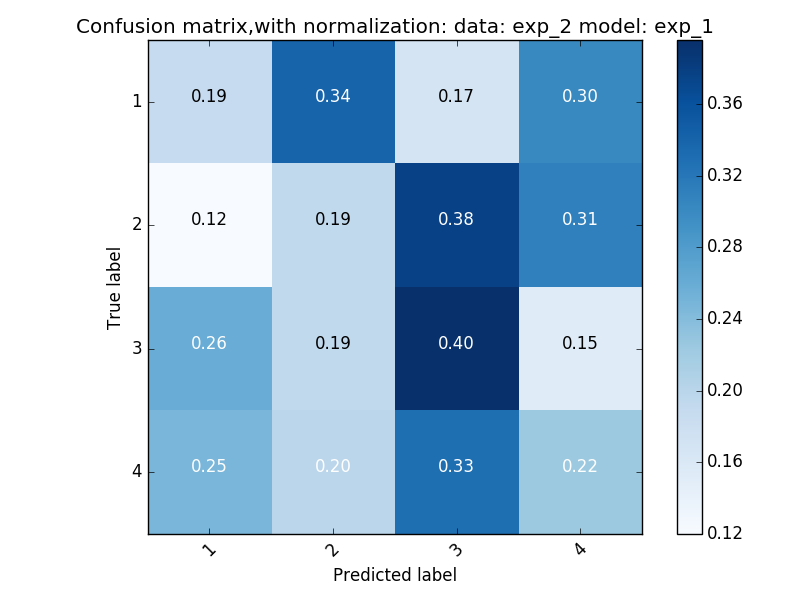 Confusion matrix,with normalization: data: exp_2 model: exp_1
True label
1 0.19 0.34 0.17 0.30
2 0.12 0.19 0.38 0.31
3 0.26 0.19 0.40 0.15
4 0.25 0.20 0.33 0.22
1 2 3 4
Predicted label
0.36
0.32
0.28
0.24
0.20
0.16
0.12